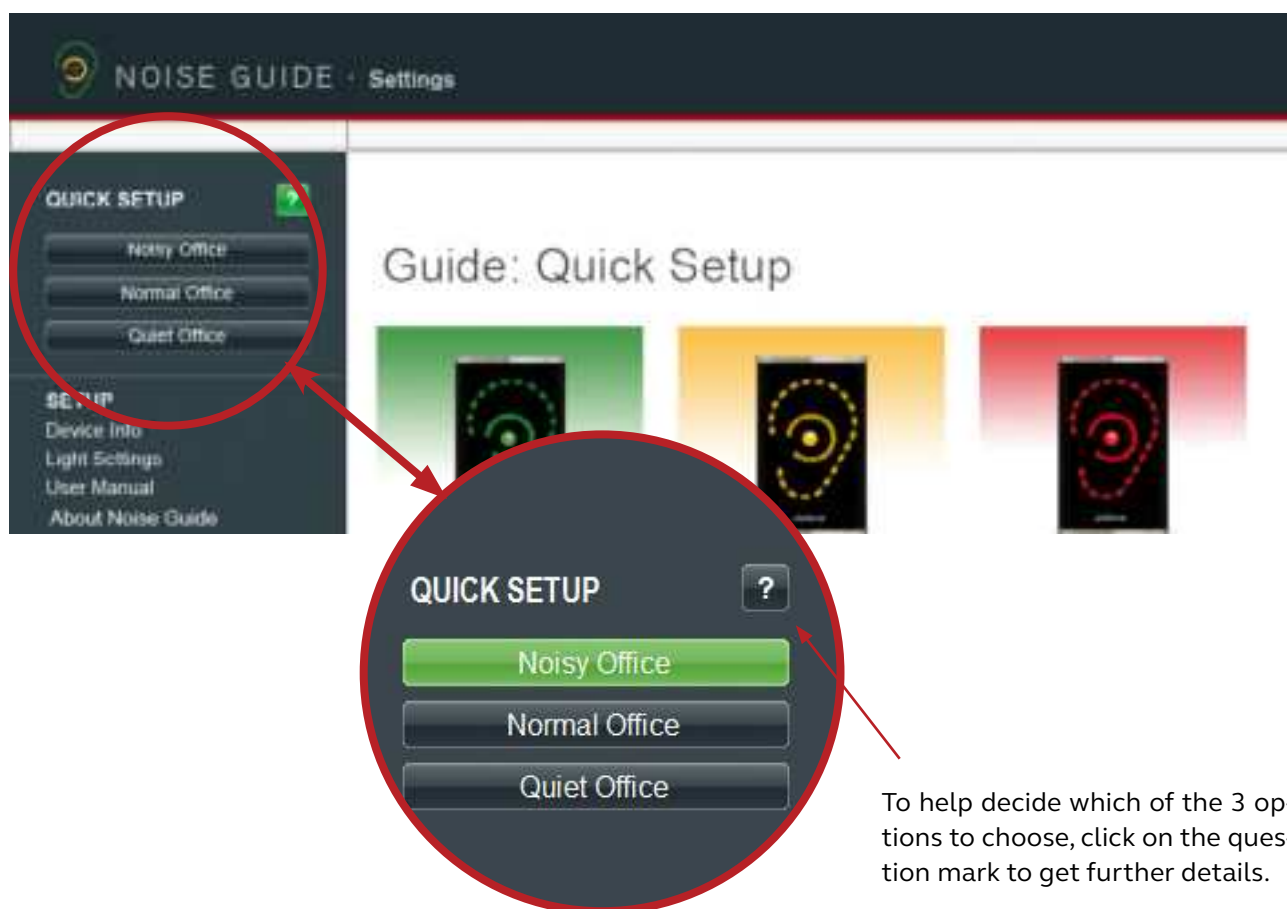 NOISE GUIDE · Settings
QUICK SETUP ?
Noisy Office
Normal Office
Quiet Office
SETUP
Device Info
Light Settings
User Manual
About Noise Guide
Guide: Quick Setup
QUICK SETUP ?
Noisy Office
Normal Office
Quiet Office
To help decide which of the 3 op-
tions to choose, click on the ques-
tion mark to get further details.